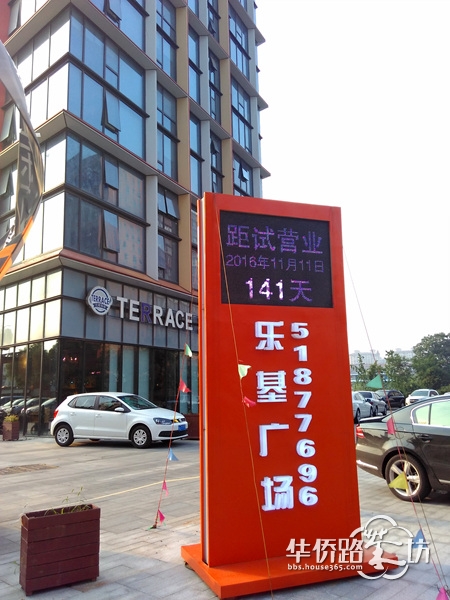 距试营业
2016年11月11日
141天
乐基广场
51877696
TERRACE
TERRACE
华侨路茶坊
bbs.house365.com